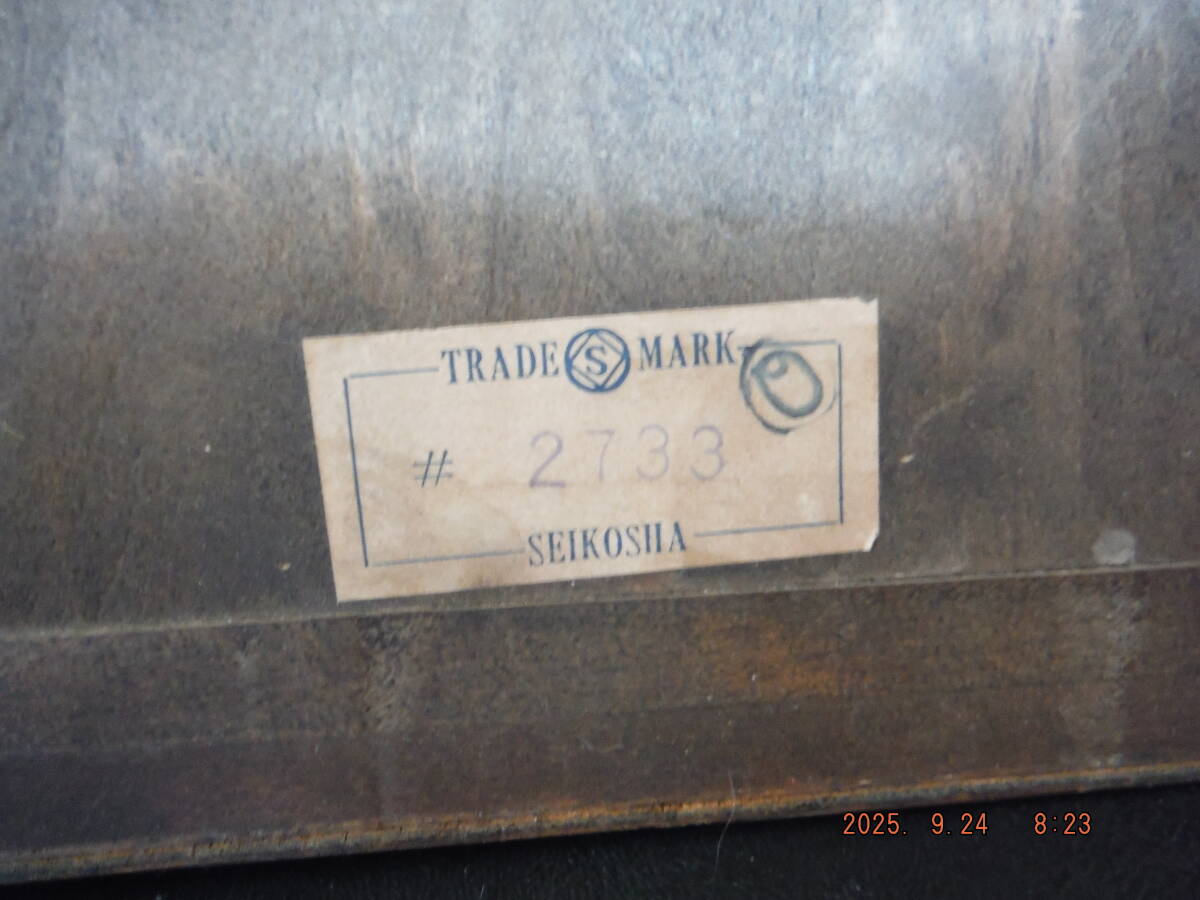 TRADE S MARK
# 2733
SEIKOSHA
2025. 9.24 8:23